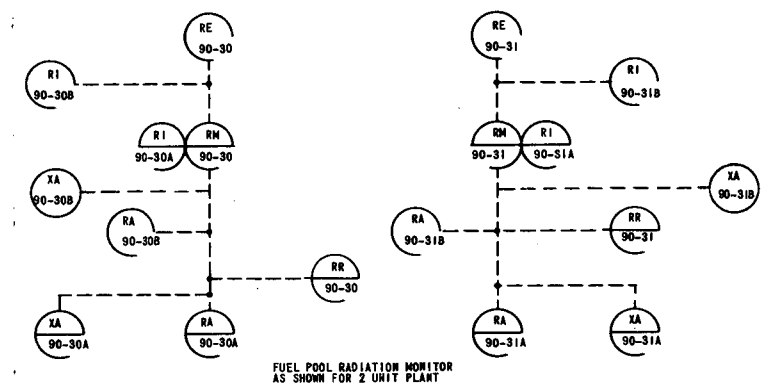 RE
90-30
RE
90-31
RI
90-30B
RI
90-31B
RI
90-30A
RM
90-30
RM
90-31
RI
90-S1A
XA
90-30B
XA
90-31B
RA
90-30B
RA
90-31B
RR
90-31
RR
90-30
XA
90-30A
RA
90-30A
RA
90-31A
XA
90-31A
FUEL POOL RADIATION MONITOR
AS SHOWN FOR 2 UNIT PLANT